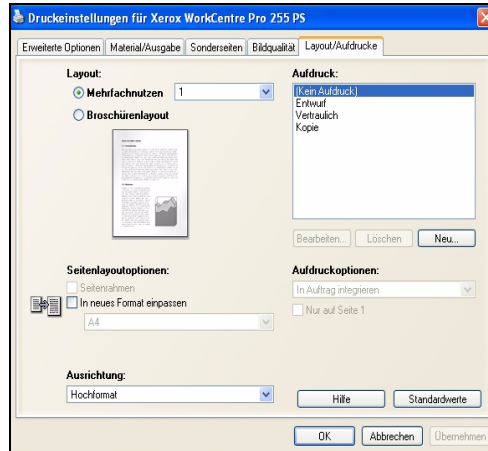 Druckeinstellungen für Xerox WorkCentre Pro 255 PS
Erweiterte Optionen Material/Ausgabe Sonderseiten Bildqualität Layout/Aufdrucke
Layout:
Mehrfachnutzen 1
Broschürenlayout
Aufdruck:
(Kein Aufdruck)
Entwurf
Vertraulich
Kopie
Bearbeiten... Löschen Neu...
Seitenlayoutoptionen:
Seitenrahmen
In neues Format einpassen
A4
Aufdruckoptionen:
In Auftrag integrieren
Nur auf Seite 1
Ausrichtung:
Hochformat
Hilfe Standardwerte
OK Abbrechen Übernehmen